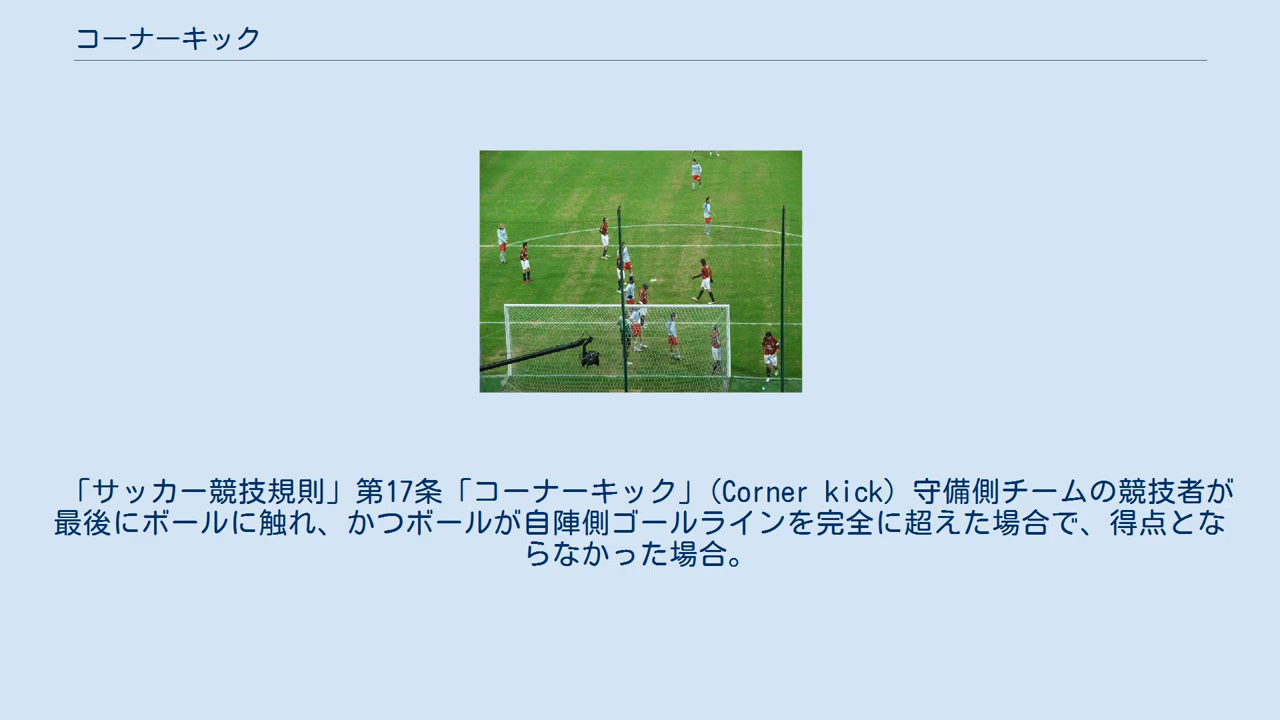 コーナーキック
「サッカー競技規則」第17条「コーナーキック」(Corner kick) 守備側チームの競技者が
最後にボールに触れ、かつボールが自陣側ゴールラインを完全に超えた場合で、得点とな
らなかった場合。